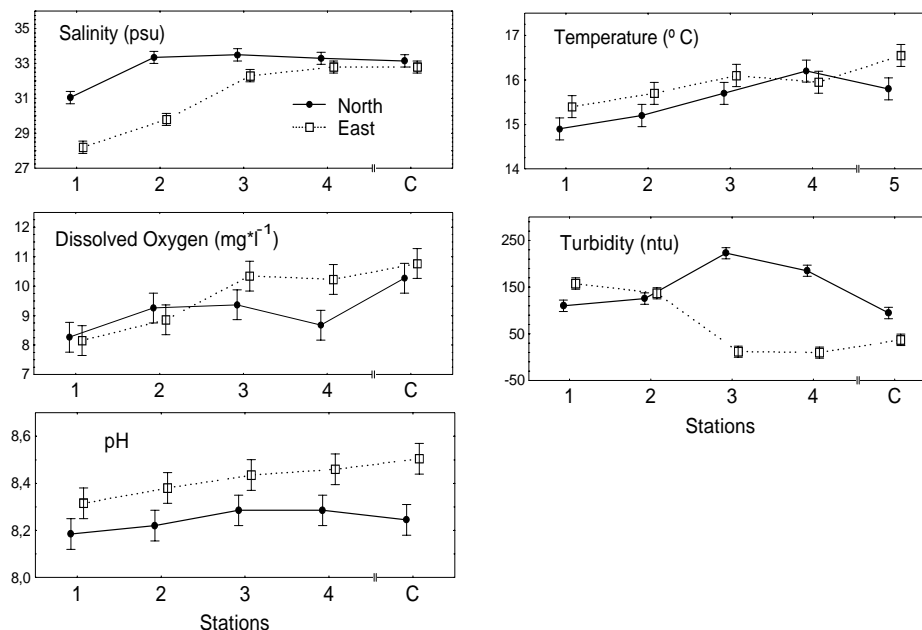 Salinity (psu)
35
33
31
29
27
North
East
1 2 3 4 C
Temperature (º C)
17
16
15
14
1 2 3 4 5
Dissolved Oxygen (mg*l-1)
11
10
9
8
7
1 2 3 4 C
Turbidity (ntu)
250
150
50
-50
1 2 3 4 C
Stations
pH
8,6
8,4
8,2
8,0
1 2 3 4 C
Stations